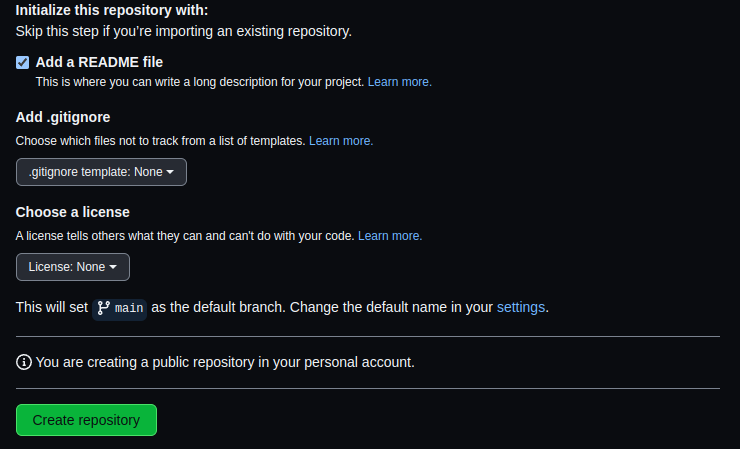 Initialize this repository with:
Skip this step if you're importing an existing repository.
Add a README file
This is where you can write a long description for your project. Learn more.
Add .gitignore
Choose which files not to track from a list of templates. Learn more.
.gitignore template: None
Choose a license
A license tells others what they can and can't do with your code. Learn more.
License: None
This will set main as the default branch. Change the default name in your settings.
You are creating a public repository in your personal account.
Create repository